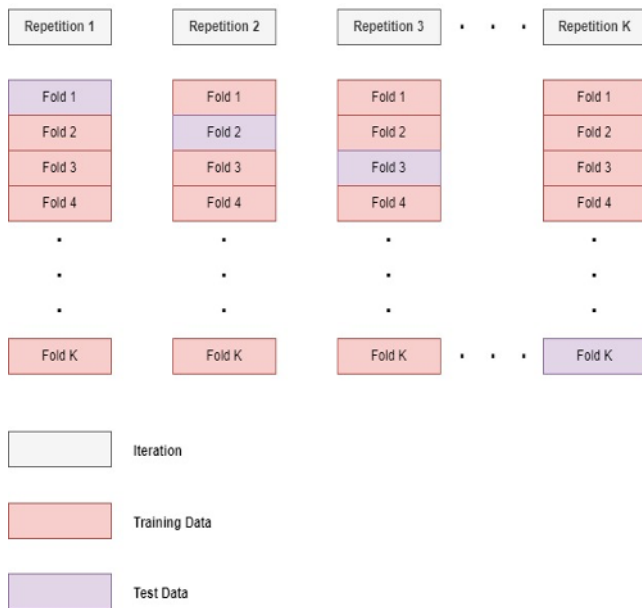 Repetition 1 Repetition 2 Repetition 3 . . . Repetition K
Fold 1 Fold 1 Fold 1 Fold 1
Fold 2 Fold 2 Fold 2 Fold 2
Fold 3 Fold 3 Fold 3 Fold 3
Fold 4 Fold 4 Fold 4 Fold 4
. . . .
. . . .
. . . .
Fold K Fold K Fold K . . . Fold K
Iteration
Training Data
Test Data